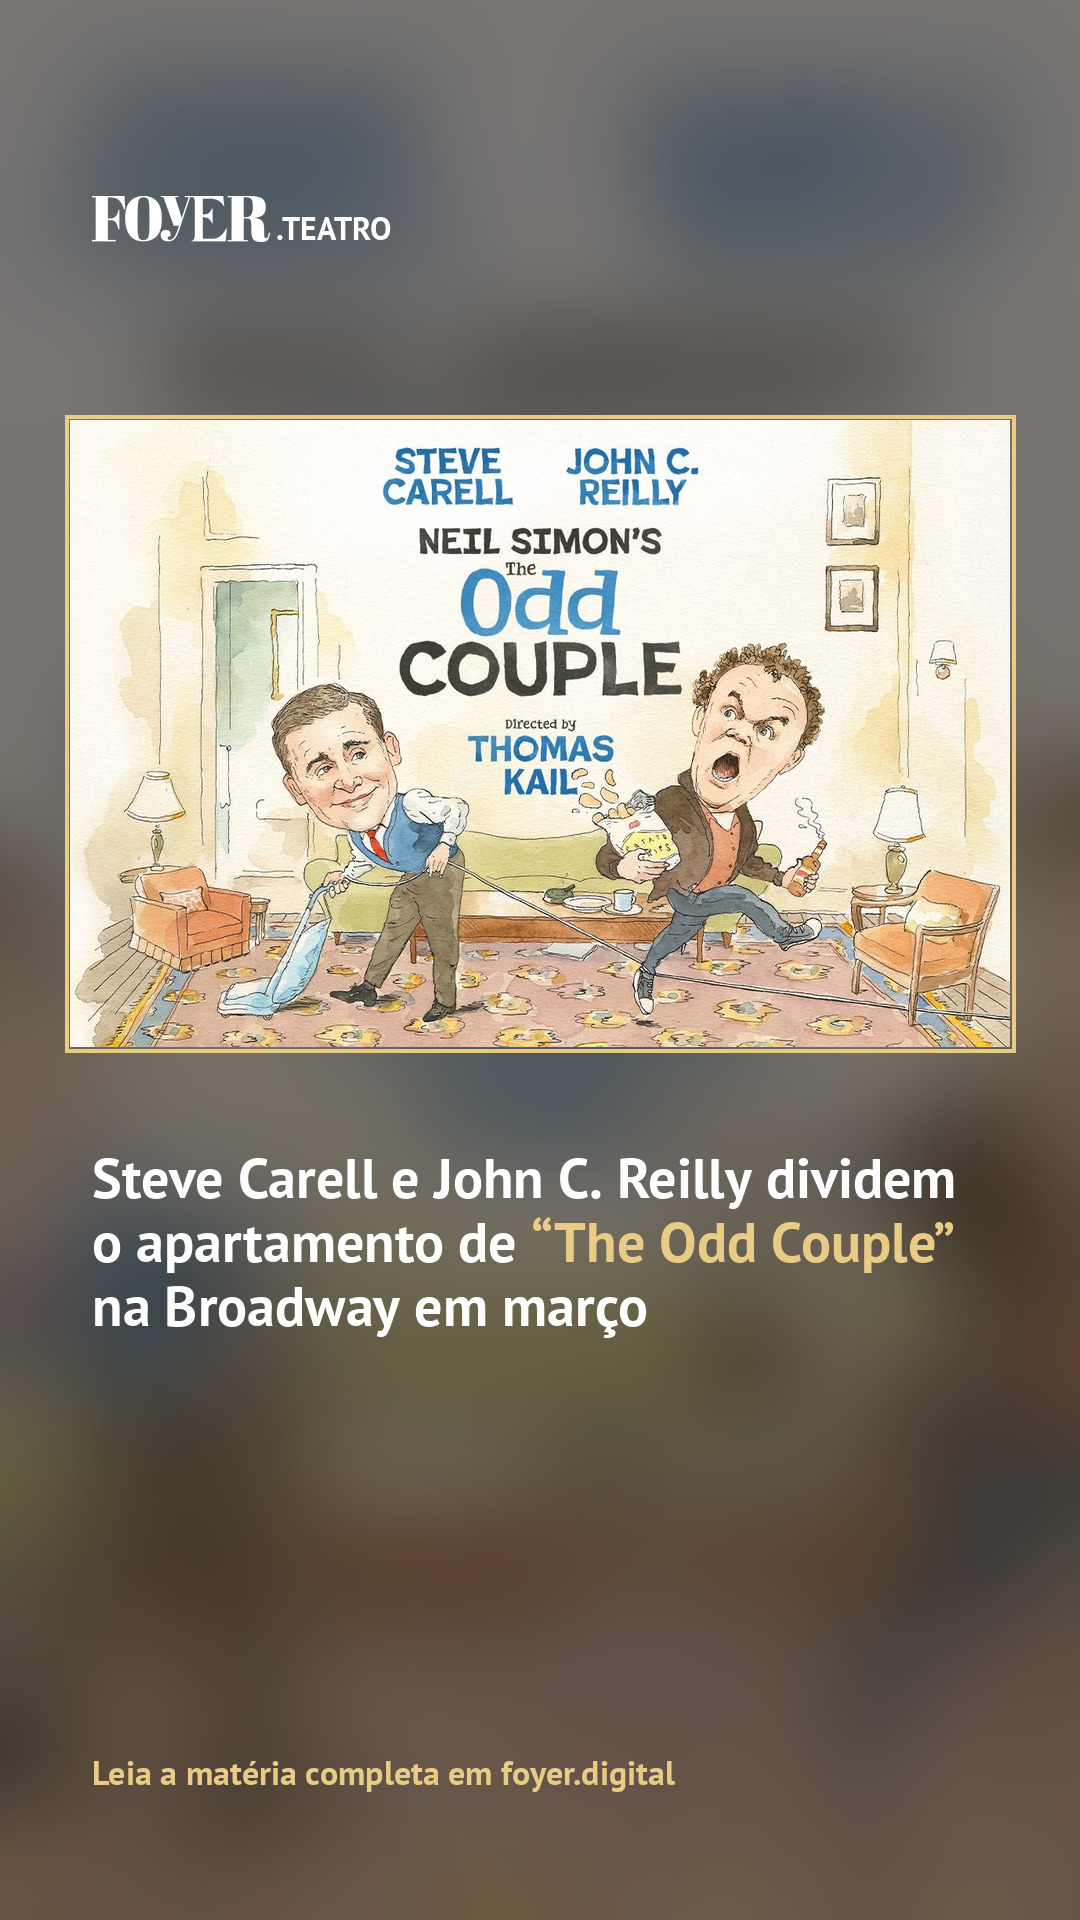 FOYER.TEATRO
STEVE CARELL
JOHN C. REILLY
NEIL SIMON'S
The
Odd
COUPLE
Directed by
THOMAS
KAIL
Steve Carell e John C. Reilly dividem
o apartamento de “The Odd Couple”
na Broadway em março
Leia a matéria completa em foyer.digital